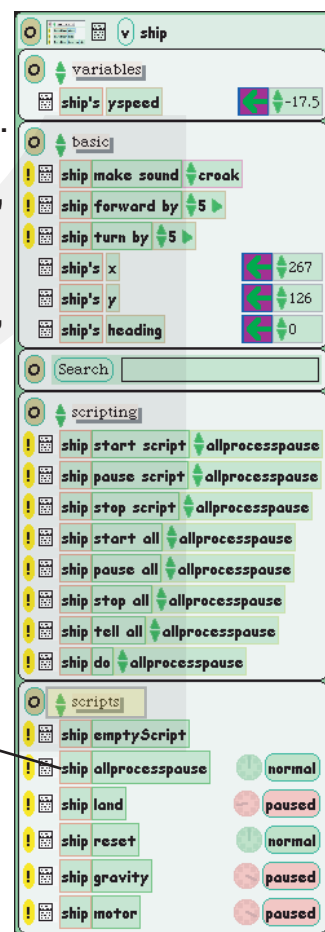 v ship
variables
ship's yspeed -17.5
basic
! ship make sound croak
! ship forward by 5
! ship turn by 5
ship's x 267
ship's y 126
ship's heading 0
Search
scripting
! ship start script allprocesspause
! ship pause script allprocesspause
! ship stop script allprocesspause
! ship start all allprocesspause
! ship pause all allprocesspause
! ship stop all allprocesspause
! ship tell all allprocesspause
! ship do allprocesspause
scripts
! ship emptyScript
! ship allprocesspause normal
! ship land paused
! ship reset normal
! ship gravity paused
! ship motor paused